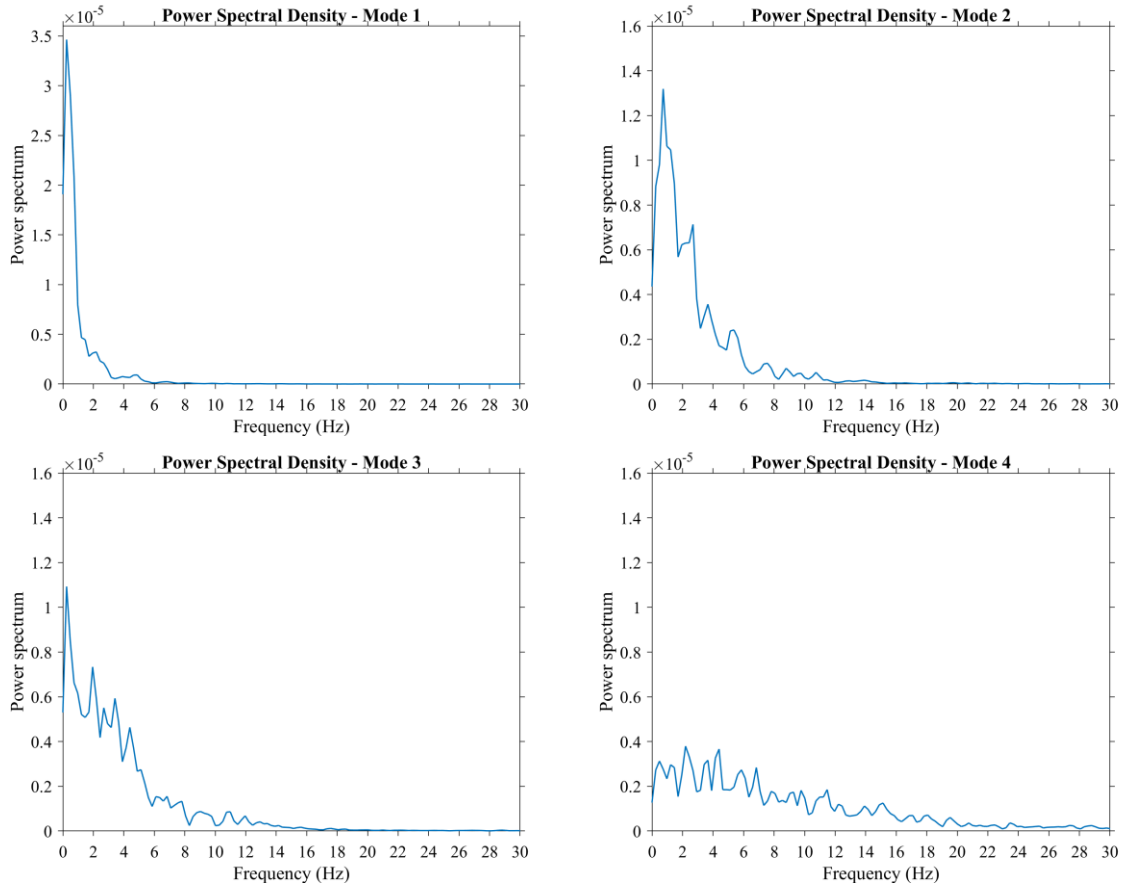 Power Spectral Density - Mode 1
×10-5
3.5
3
2.5
2
1.5
1
0.5
0
Power spectrum
0 2 4 6 8 10 12 14 16 18 20 22 24 26 28 30
Frequency (Hz)
Power Spectral Density - Mode 2
×10-5
1.6
1.4
1.2
1
0.8
0.6
0.4
0.2
0
Power spectrum
0 2 4 6 8 10 12 14 16 18 20 22 24 26 28 30
Frequency (Hz)
Power Spectral Density - Mode 3
×10-5
1.6
1.4
1.2
1
0.8
0.6
0.4
0.2
0
Power spectrum
0 2 4 6 8 10 12 14 16 18 20 22 24 26 28 30
Frequency (Hz)
Power Spectral Density - Mode 4
×10-5
1.6
1.4
1.2
1
0.8
0.6
0.4
0.2
0
Power spectrum
0 2 4 6 8 10 12 14 16 18 20 22 24 26 28 30
Frequency (Hz)